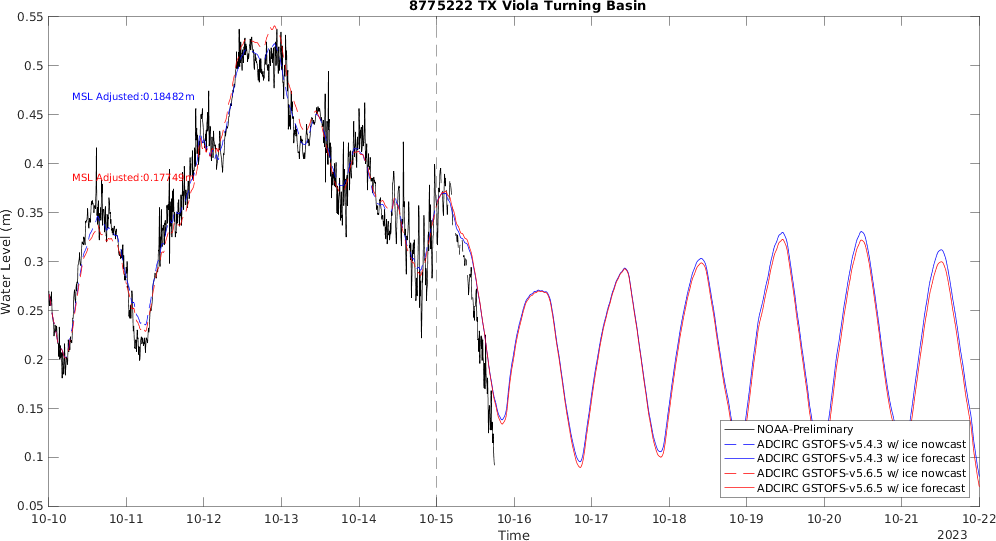 8775222 TX Viola Turning Basin
0.55
0.5
0.45
0.4
0.35
0.3
0.25
0.2
0.15
0.1
0.05
Water Level (m)
MSL Adjusted:0.18482m
MSL Adjusted:0.17749m
NOAA-Preliminary
ADCIRC GSTOFS-v5.4.3 w/ ice nowcast
ADCIRC GSTOFS-v5.4.3 w/ ice forecast
ADCIRC GSTOFS-v5.6.5 w/ ice nowcast
ADCIRC GSTOFS-v5.6.5 w/ ice forecast
10-10 10-11 10-12 10-13 10-14 10-15 10-16 10-17 10-18 10-19 10-20 10-21 10-22
Time
2023